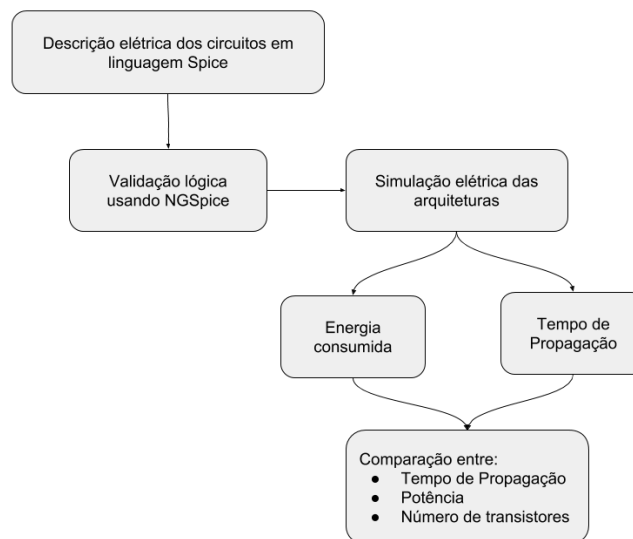 Descrição elétrica dos circuitos em
linguagem Spice
Validação lógica
usando NGSpice
Simulação elétrica das
arquiteturas
Energia
consumida
Tempo de
Propagação
Comparação entre:
● Tempo de Propagação
● Potência
● Número de transistores